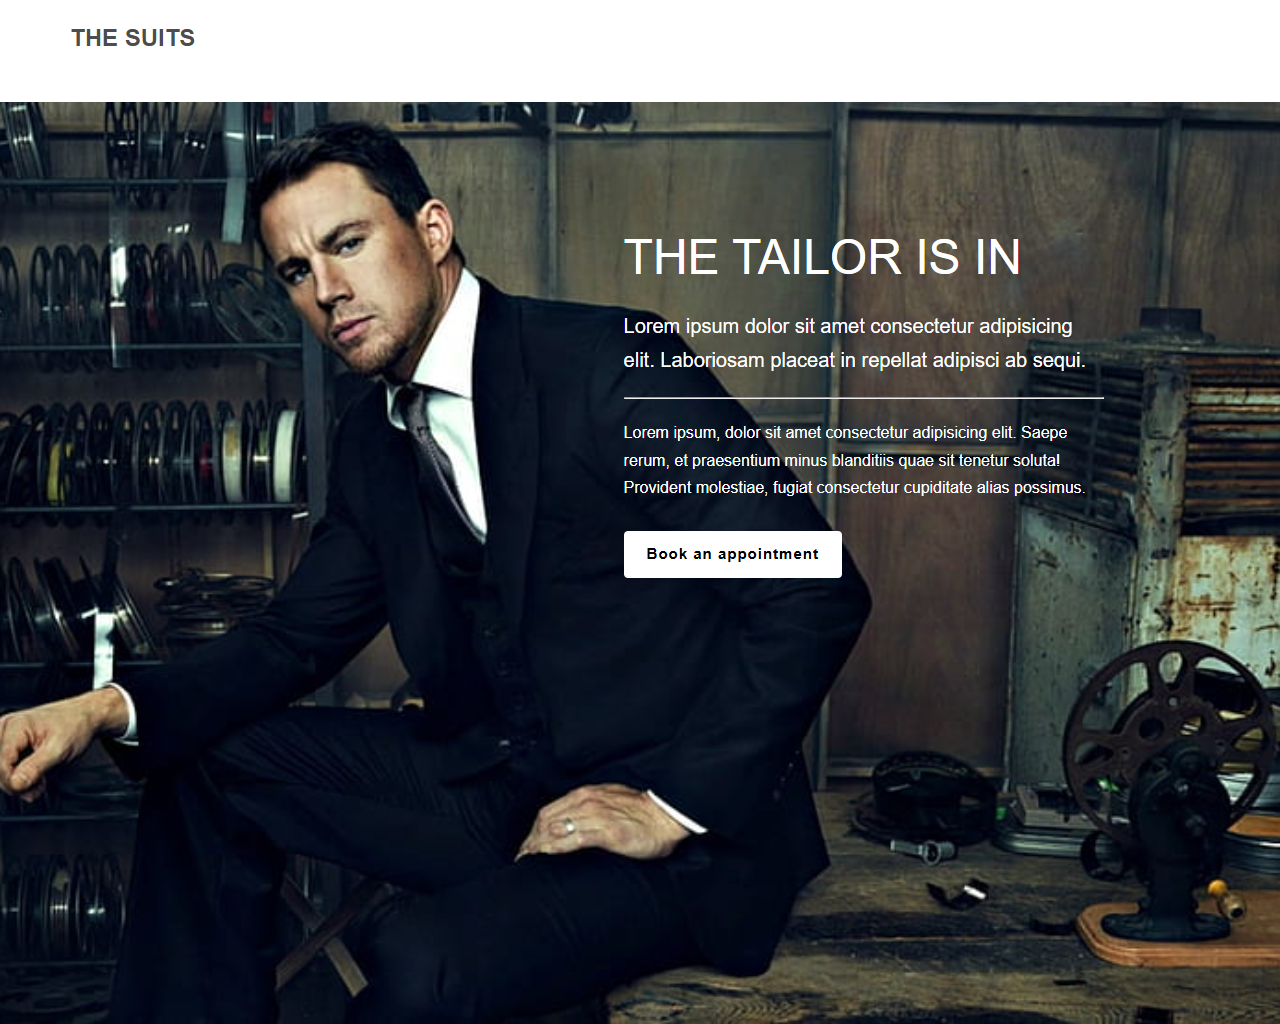 THE SUITS
THE TAILOR IS IN
Lorem ipsum dolor sit amet consectetur adipisicing
elit. Laboriosam placeat in repellat adipisci ab sequi.
Lorem ipsum, dolor sit amet consectetur adipisicing elit. Saepe
rerum, et praesentium minus blanditiis quae sit tenetur soluta!
Provident molestiae, fugiat consectetur cupiditate alias possimus.
Book an appointment